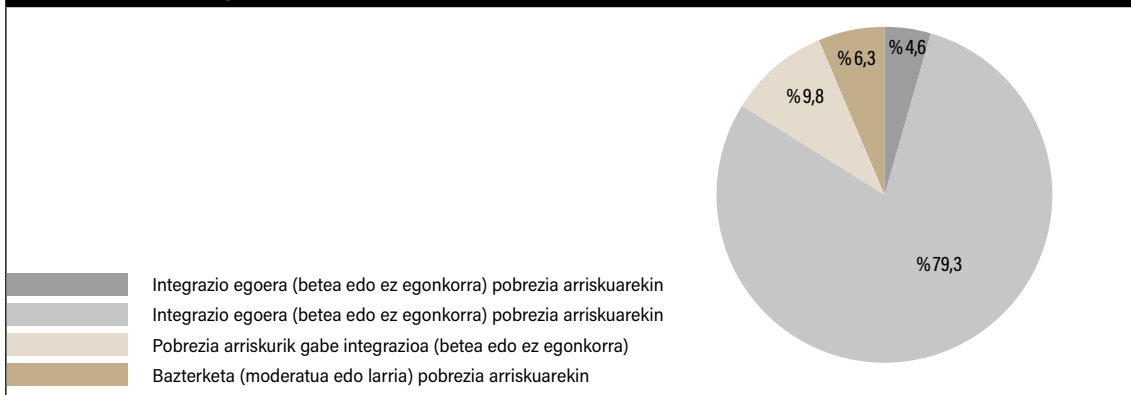 % 4,6
% 6,3
% 9,8
% 79,3
Integrazio egoera (betea edo ez egonkorra) pobrezia arriskuarekin
Integrazio egoera (betea edo ez egonkorra) pobrezia arriskuarekin
Pobrezia arriskurik gabe integrazioa (betea edo ez egonkorra)
Bazterketa (moderatua edo larria) pobrezia arriskuarekin